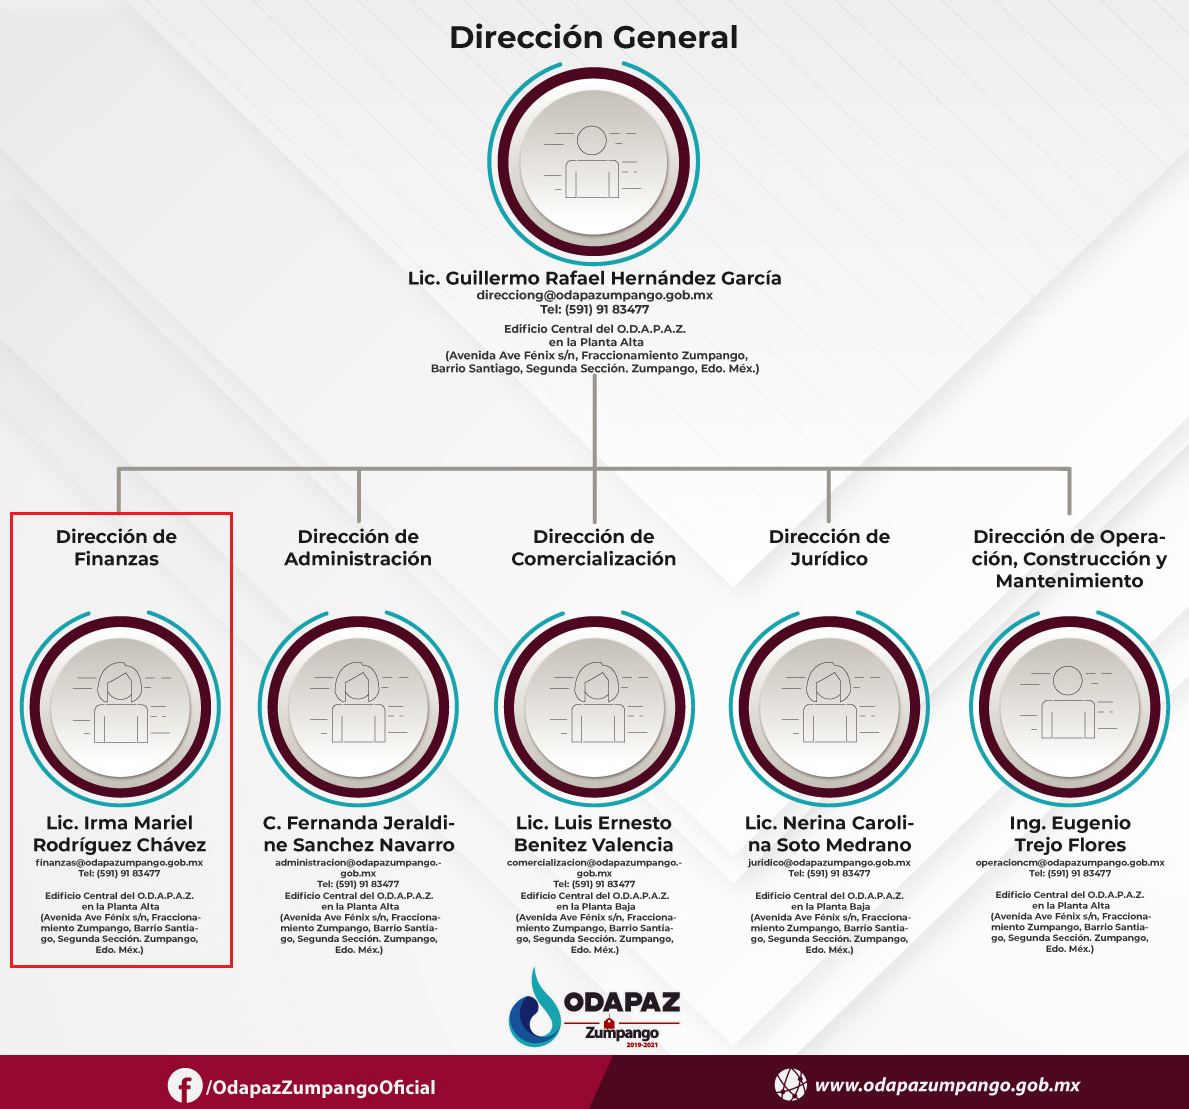 Dirección General
Lic. Guillermo Rafael Hernández García
direcciong@odapazumpango.gob.mx
Tel: (591) 91 83477
Edificio Central del O.D.A.P.A.Z.
en la Planta Alta
(Avenida Ave Fénix s/n, Fraccionamiento Zumpango,
Barrio Santiago, Segunda Sección. Zumpango, Edo. Méx.)
Dirección de
Finanzas
Lic. Irma Mariel
Rodríguez Chávez
finanzas@odapazumpango.gob.mx
Tel: (591) 91 83477
Edificio Central del O.D.A.P.A.Z.
en la Planta Alta
(Avenida Ave Fénix s/n, Fracciona-
miento Zumpango, Barrio Santia-
go, Segunda Sección. Zumpango,
Edo. Méx.)
Dirección de
Administración
C. Fernanda Jeraldi-
ne Sanchez Navarro
administracion@odapazumpango.-
gob.mx
Tel: (591) 91 83477
Edificio Central del O.D.A.P.A.Z.
en la Planta Alta
(Avenida Ave Fénix s/n, Fracciona-
miento Zumpango, Barrio Santia-
go, Segunda Sección. Zumpango,
Edo. Méx.)
Dirección de
Comercialización
Lic. Luis Ernesto
Benitez Valencia
comercializacion@odapazumpango.-
gob.mx
Tel: (591) 91 83477
Edificio Central del O.D.A.P.A.Z.
en la Planta Baja
(Avenida Ave Fénix s/n, Fracciona-
miento Zumpango, Barrio Santia-
go, Segunda Sección. Zumpango,
Edo. Méx.)
Dirección de
Jurídico
Lic. Nerina Caroli-
na Soto Medrano
juridico@odapazumpango.gob.mx
Tel: (591) 91 83477
Edificio Central del O.D.A.P.A.Z.
en la Planta Baja
(Avenida Ave Fénix s/n, Fracciona-
miento Zumpango, Barrio Santia-
go, Segunda Sección. Zumpango,
Edo. Méx.)
Dirección de Opera-
ción, Construcción y
Mantenimiento
Ing. Eugenio
Trejo Flores
operacioncm@odapazumpango.gob.mx
Tel: (591) 91 83477
Edificio Central del O.D.A.P.A.Z.
en la Planta Alta
(Avenida Ave Fénix s/n, Fracciona-
miento Zumpango, Barrio Santia-
go, Segunda Sección. Zumpango,
Edo. Méx.)
ODAPAZ
Zumpango
2019-2021
/OdapazZumpangoOficial
www.odapazumpango.gob.mx